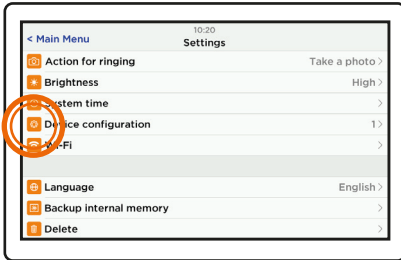 10:20
< Main Menu
Settings
Action for ringing Take a photo >
Brightness High >
System time >
Device configuration 1 >
Wi-Fi >
Language English >
Backup internal memory >
Delete >